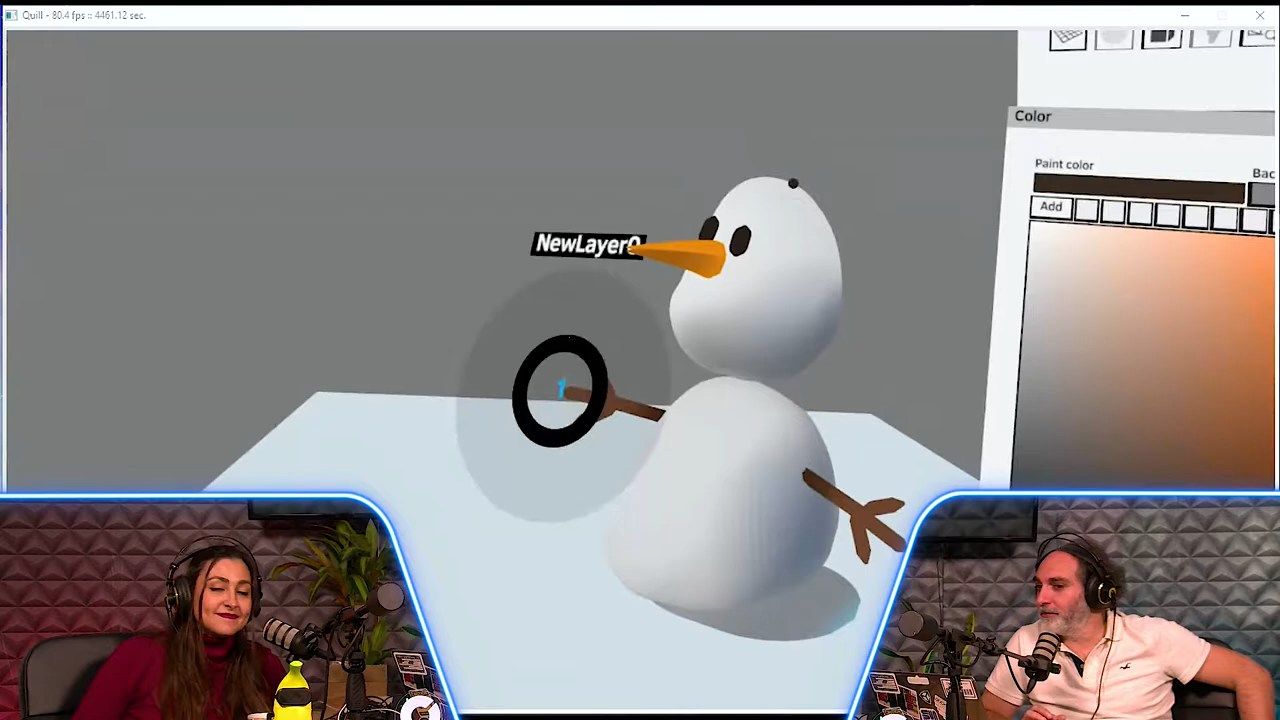 Quill - 80.4 fps :: 4461.12 sec.
Color
Paint color
Bac
Add
NewLayer0